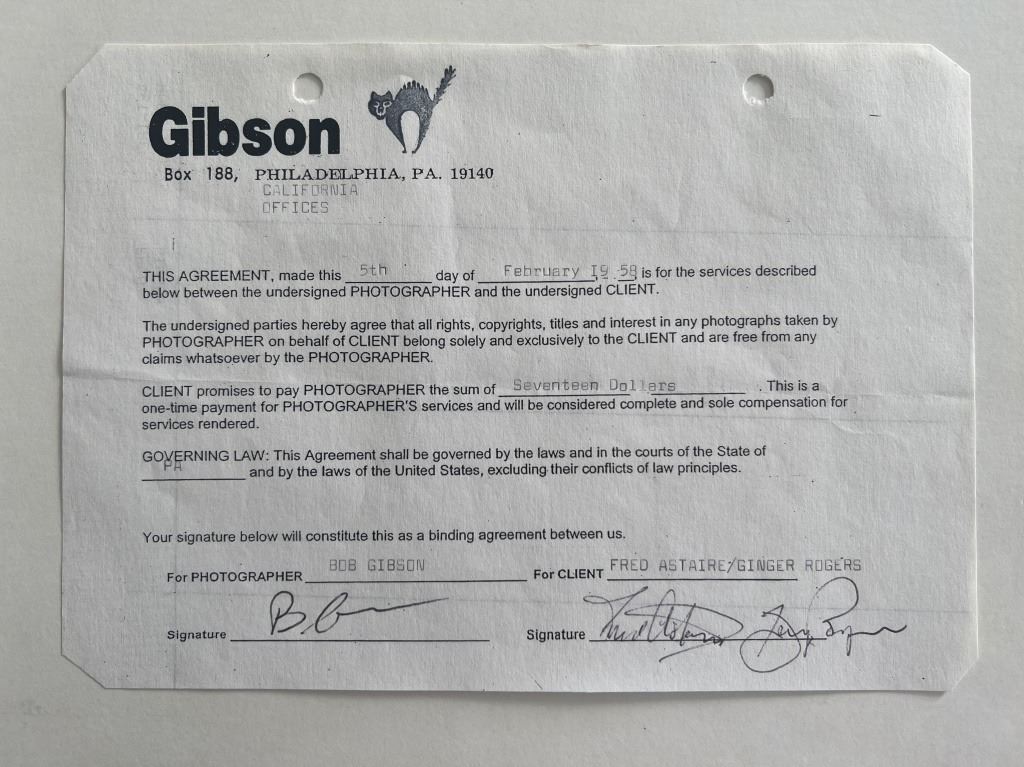 Gibson
Box 188, PHILADELPHIA, PA. 19140
CALIFORNIA
OFFICES
THIS AGREEMENT, made this 5th day of February 19 58 is for the services described
below between the undersigned PHOTOGRAPHER and the undersigned CLIENT.
The undersigned parties hereby agree that all rights, copyrights, titles and interest in any photographs taken by
PHOTOGRAPHER on behalf of CLIENT belong solely and exclusively to the CLIENT and are free from any
claims whatsoever by the PHOTOGRAPHER.
CLIENT promises to pay PHOTOGRAPHER the sum of Seventeen Dollars . This is a
one-time payment for PHOTOGRAPHER'S services and will be considered complete and sole compensation for
services rendered.
GOVERNING LAW: This Agreement shall be governed by the laws and in the courts of the State of
PA and by the laws of the United States, excluding their conflicts of law principles.
Your signature below will constitute this as a binding agreement between us.
For PHOTOGRAPHER BOB GIBSON For CLIENT FRED ASTAIRE/GINGER ROGERS
Signature Signature